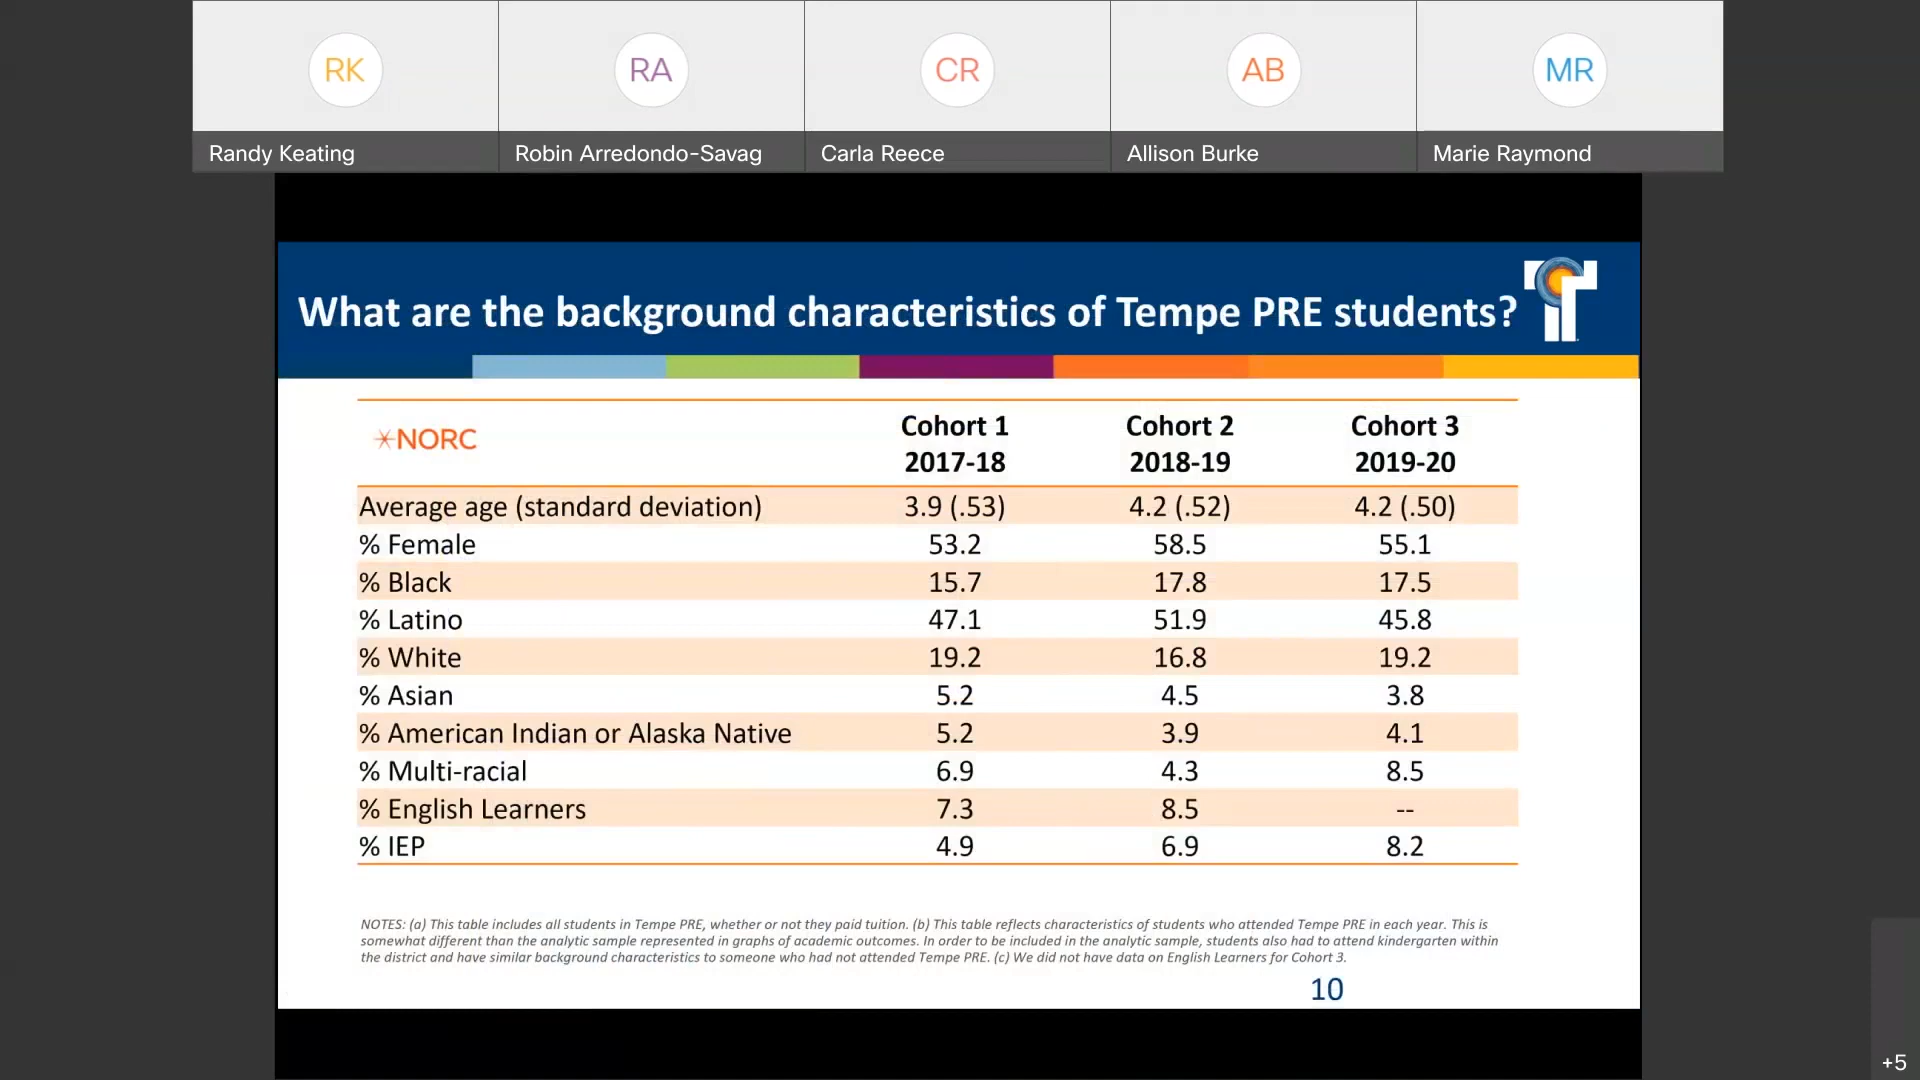 RK
RA
CR
AB
MR
Randy Keating
Robin Arredondo-Savag
Carla Reece
Allison Burke
Marie Raymond
What are the background characteristics of Tempe PRE students?
NORC
Cohort 1 Cohort 2 Cohort 3
2017-18 2018-19 2019-20
Average age (standard deviation) 3.9 (.53) 4.2 (.52) 4.2 (.50)
% Female 53.2 58.5 55.1
% Black 15.7 17.8 17.5
% Latino 47.1 51.9 45.8
% White 19.2 16.8 19.2
% Asian 5.2 4.5 3.8
% American Indian or Alaska Native 5.2 3.9 4.1
% Multi-racial 6.9 4.3 8.5
% English Learners 7.3 8.5 --
% IEP 4.9 6.9 8.2
NOTES: (a) This table includes all students in Tempe PRE, whether or not they paid tuition. (b) This table reflects characteristics of students who attended Tempe PRE in each year. This is
somewhat different than the analytic sample represented in graphs of academic outcomes. In order to be included in the analytic sample, students also had to attend kindergarten within
the district and have similar background characteristics to someone who had not attended Tempe PRE. (c) We did not have data on English Learners for Cohort 3.
10
+5